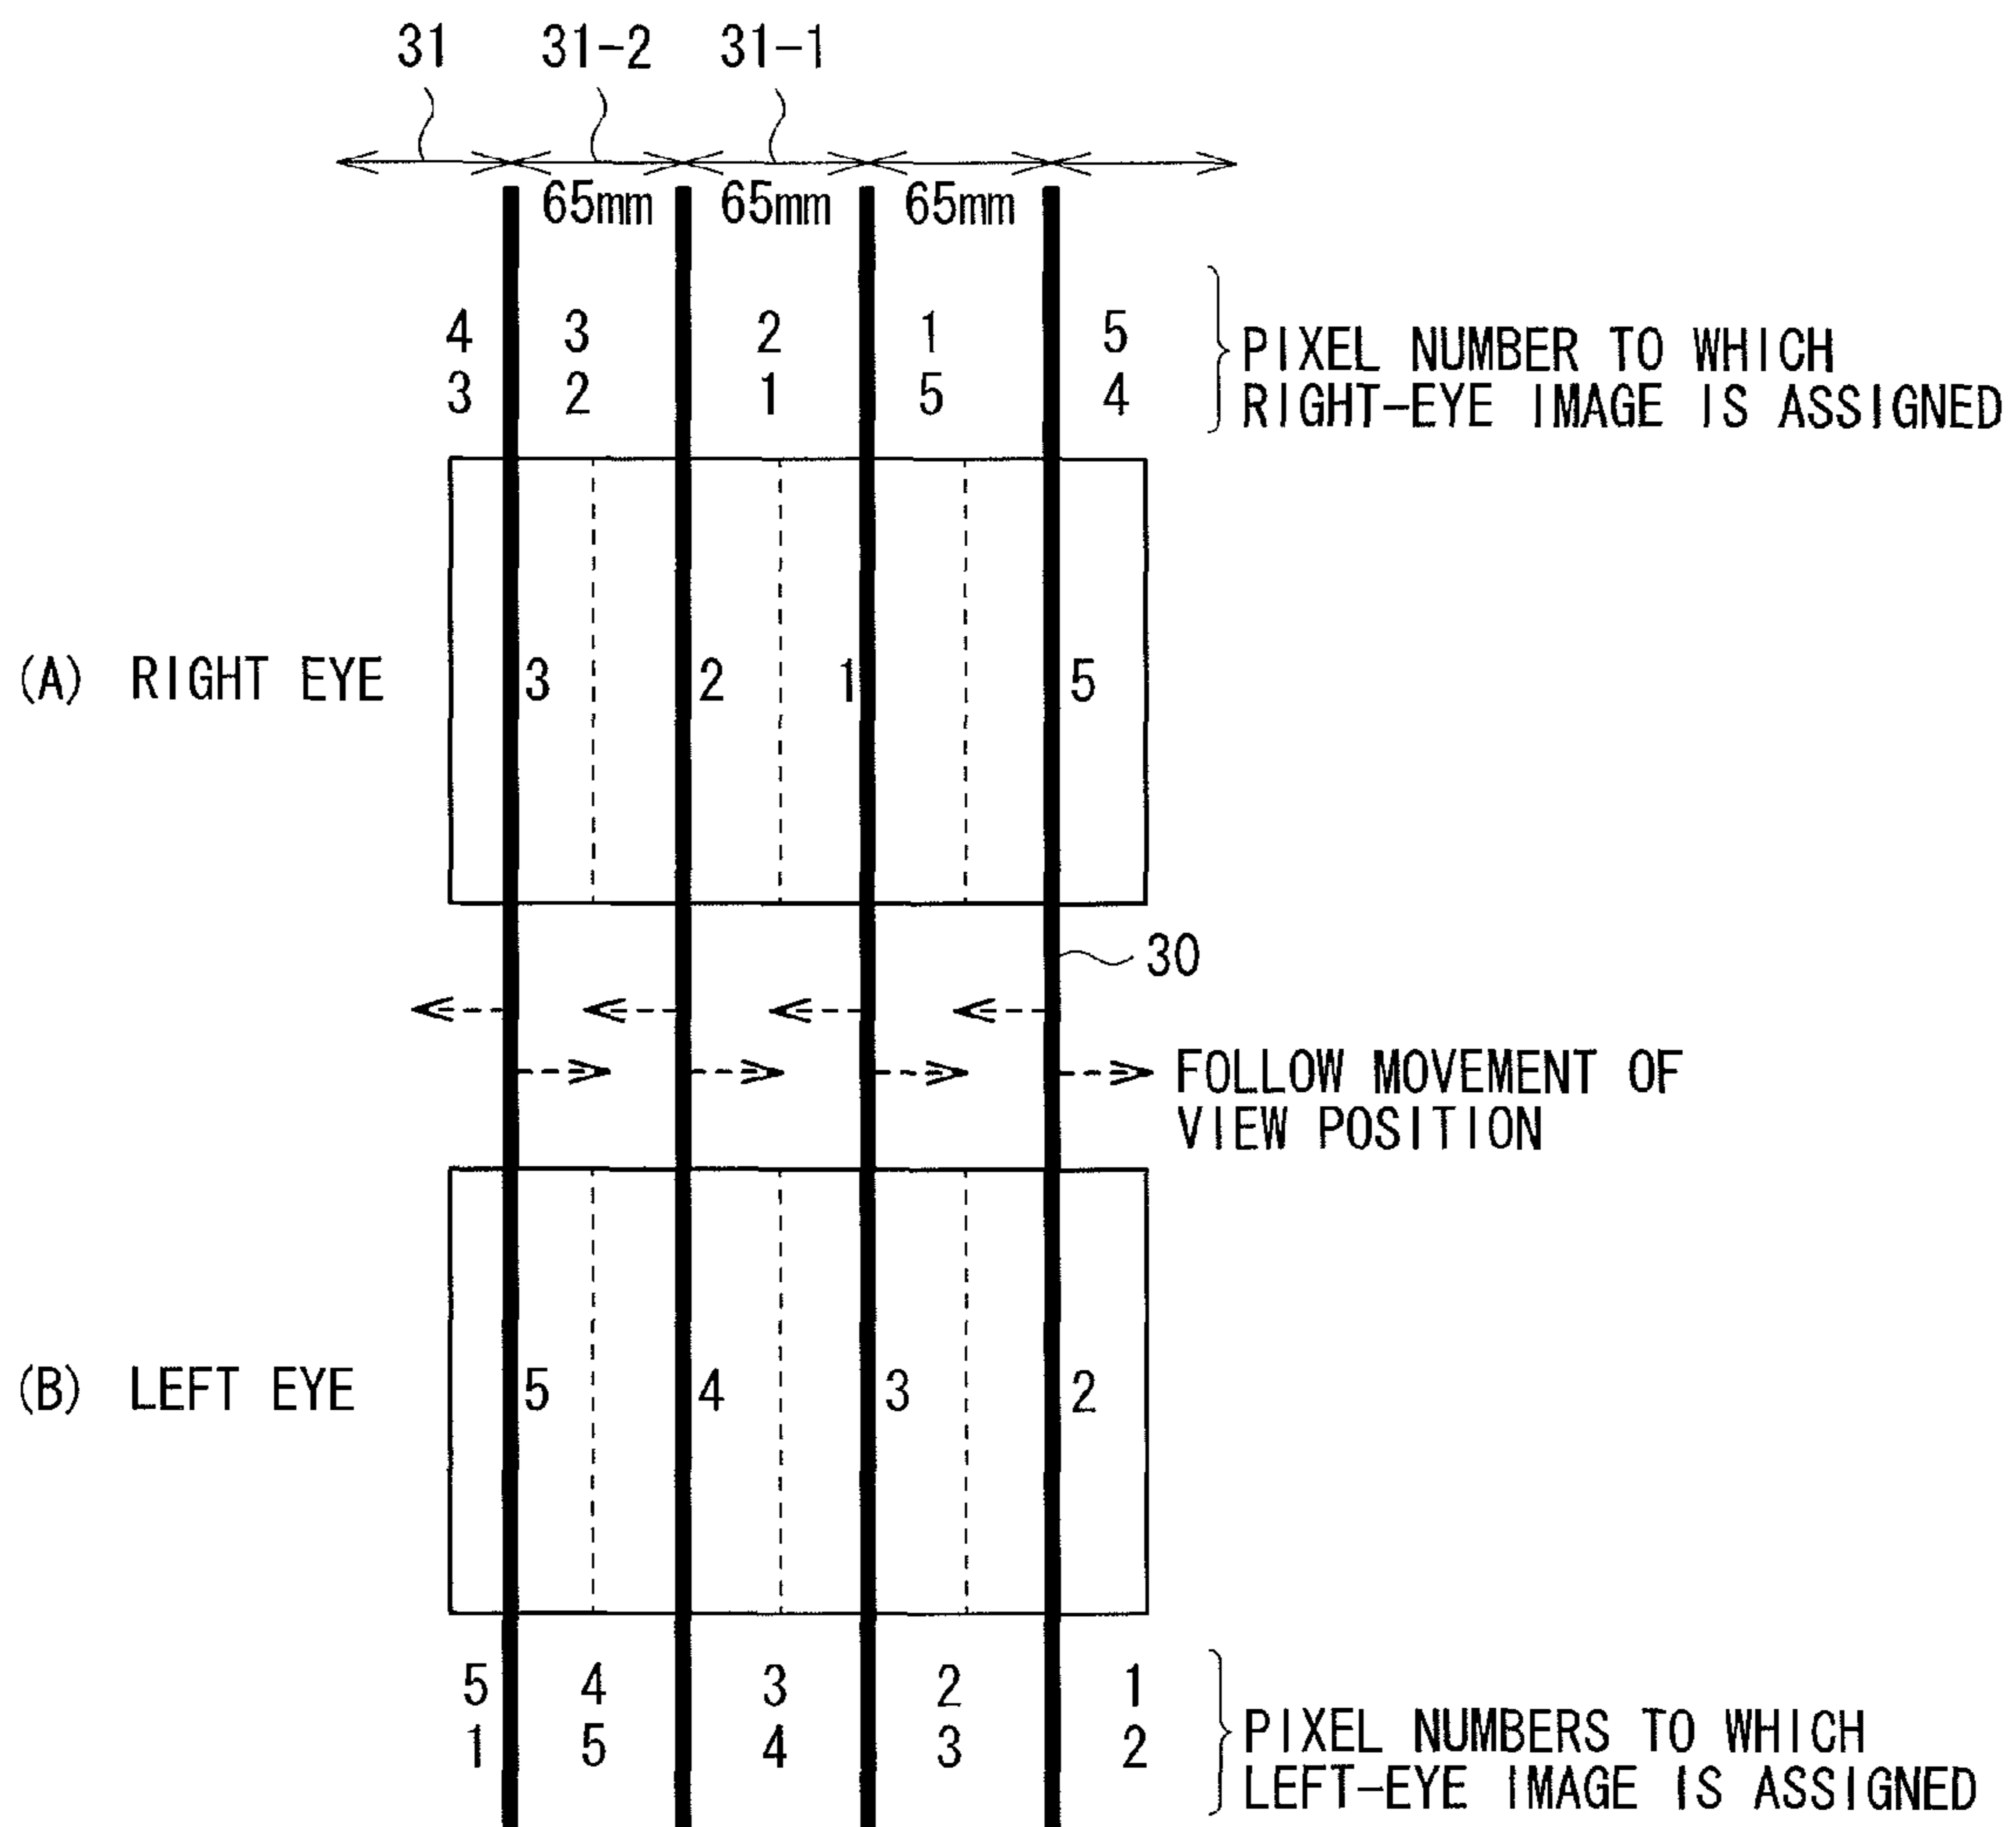 31 31-2 31-1
65mm 65mm 65mm
4 3 2 1 5
3 2 1 5 4
PIXEL NUMBER TO WHICH
RIGHT-EYE IMAGE IS ASSIGNED
(A) RIGHT EYE 3 2 1 5
30
FOLLOW MOVEMENT OF
VIEW POSITION
(B) LEFT EYE 5 4 3 2
5 4 3 2 1
1 5 4 3 2
PIXEL NUMBERS TO WHICH
LEFT-EYE IMAGE IS ASSIGNED